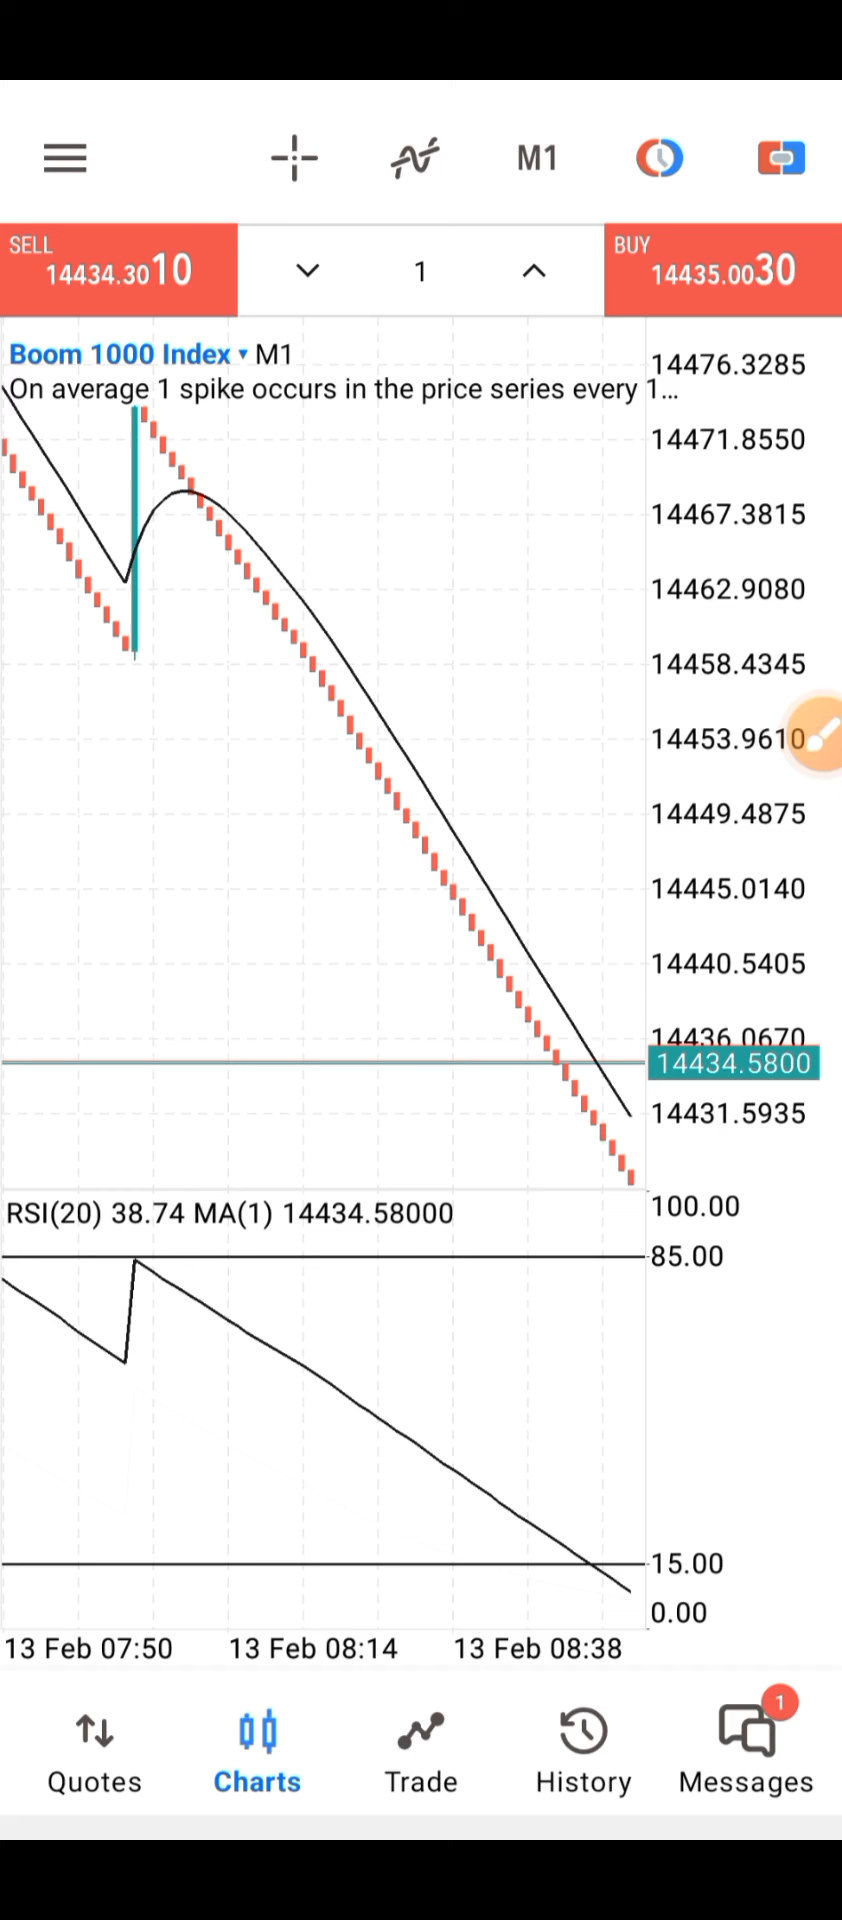 M1
SELL
14434.3010
1
BUY
14435.0030
Boom 1000 Index ▾ M1
On average 1 spike occurs in the price series every 1...
14476.3285
14471.8550
14467.3815
14462.9080
14458.4345
14453.9610
14449.4875
14445.0140
14440.5405
14436.0670
14434.5800
14431.5935
RSI(20) 38.74 MA(1) 14434.58000
100.00
85.00
15.00
0.00
13 Feb 07:50 13 Feb 08:14 13 Feb 08:38
1
Quotes Charts Trade History Messages